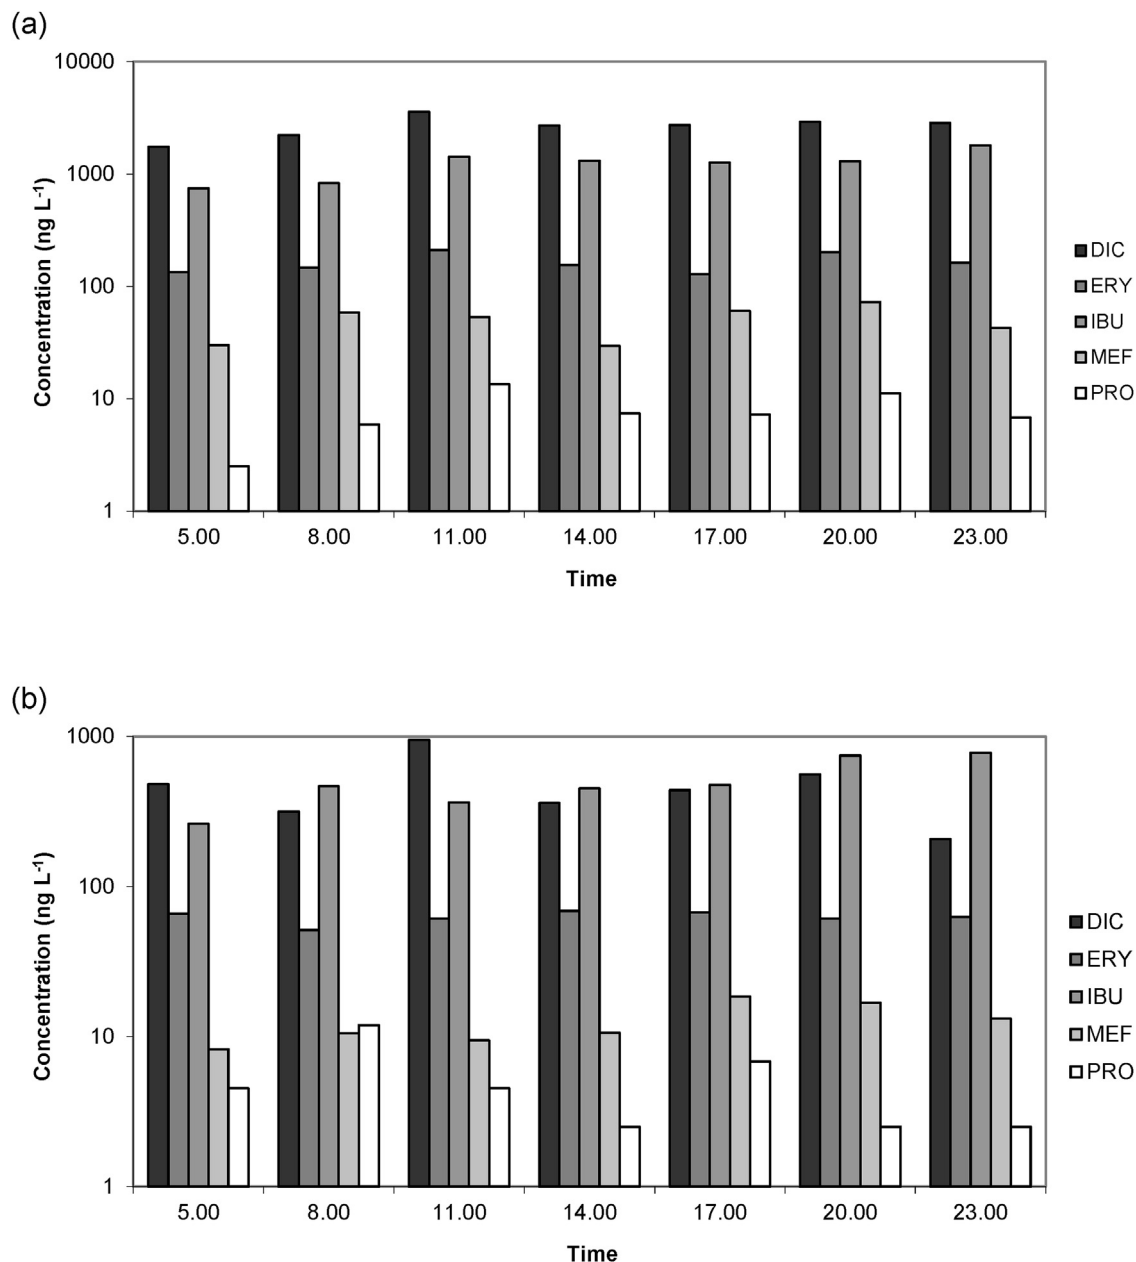 (a)
10000
1000
100
10
1
Concentration (ng L⁻¹)
5.00 8.00 11.00 14.00 17.00 20.00 23.00
Time
DIC
ERY
IBU
MEF
PRO
(b)
1000
100
10
1
Concentration (ng L⁻¹)
5.00 8.00 11.00 14.00 17.00 20.00 23.00
Time
DIC
ERY
IBU
MEF
PRO